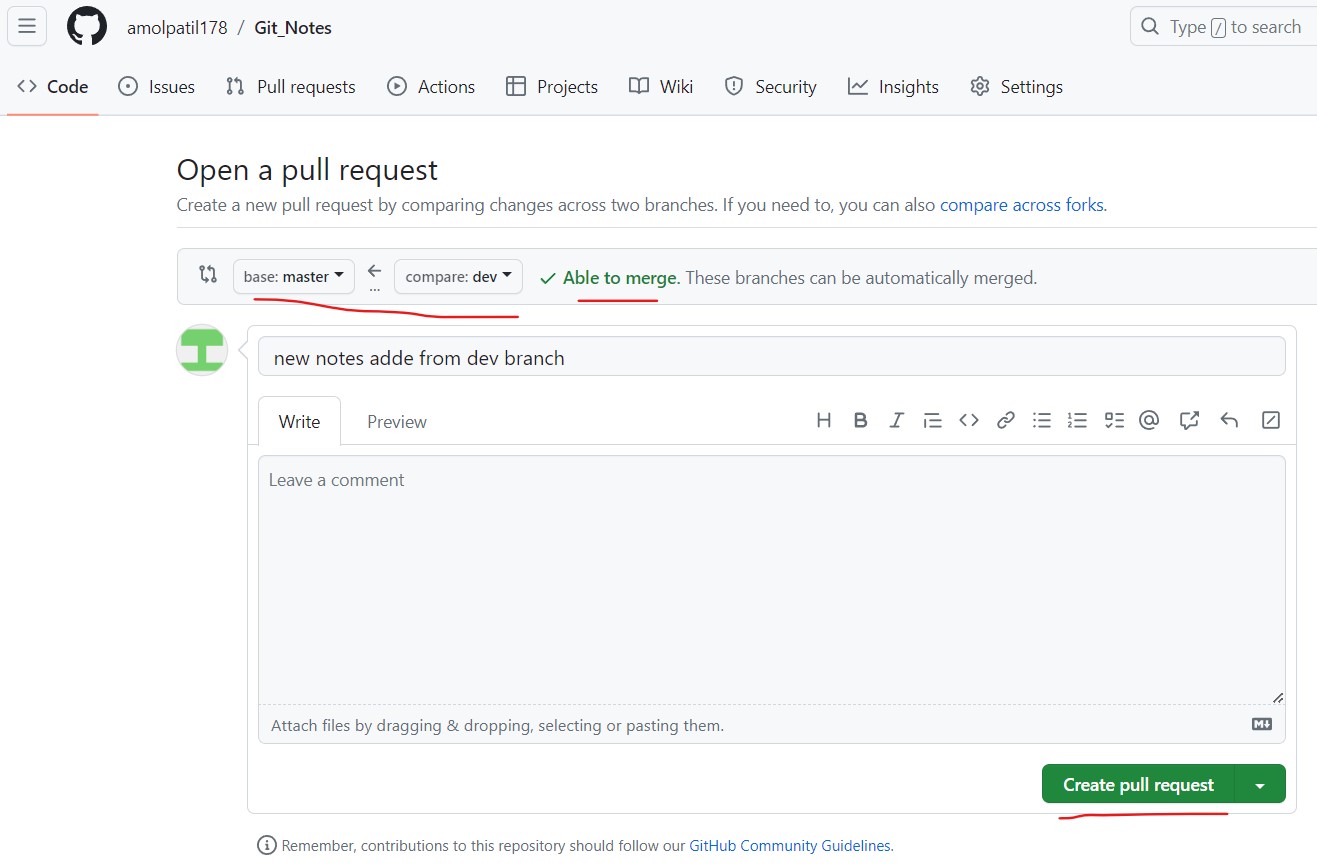 amolpatil178 / Git_Notes
Type / to search
Code Issues Pull requests Actions Projects Wiki Security Insights Settings
Open a pull request
Create a new pull request by comparing changes across two branches. If you need to, you can also compare across forks.
base: master compare: dev Able to merge. These branches can be automatically merged.
new notes adde from dev branch
Write Preview
Leave a comment
Attach files by dragging & dropping, selecting or pasting them.
Create pull request
Remember, contributions to this repository should follow our GitHub Community Guidelines.